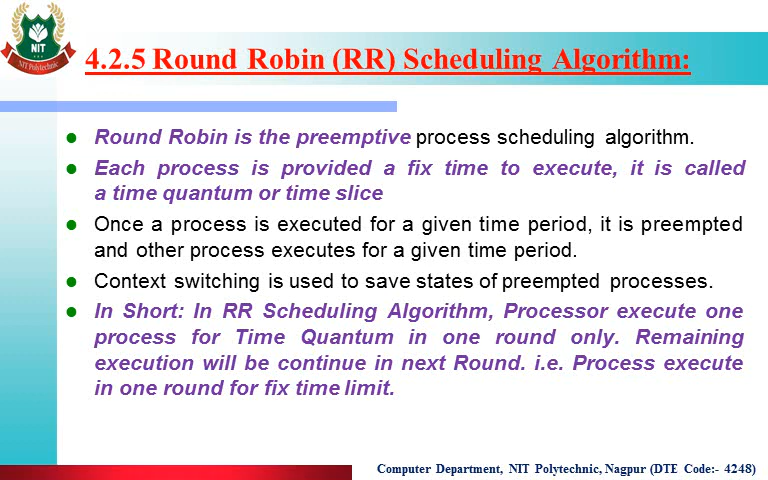 NIT
NIT Polytechnic
4.2.5 Round Robin (RR) Scheduling Algorithm:
Round Robin is the preemptive process scheduling algorithm.
Each process is provided a fix time to execute, it is called
a time quantum or time slice
Once a process is executed for a given time period, it is preempted
and other process executes for a given time period.
Context switching is used to save states of preempted processes.
In Short: In RR Scheduling Algorithm, Processor execute one
process for Time Quantum in one round only. Remaining
execution will be continue in next Round. i.e. Process execute
in one round for fix time limit.
Computer Department, NIT Polytechnic, Nagpur (DTE Code:- 4248)